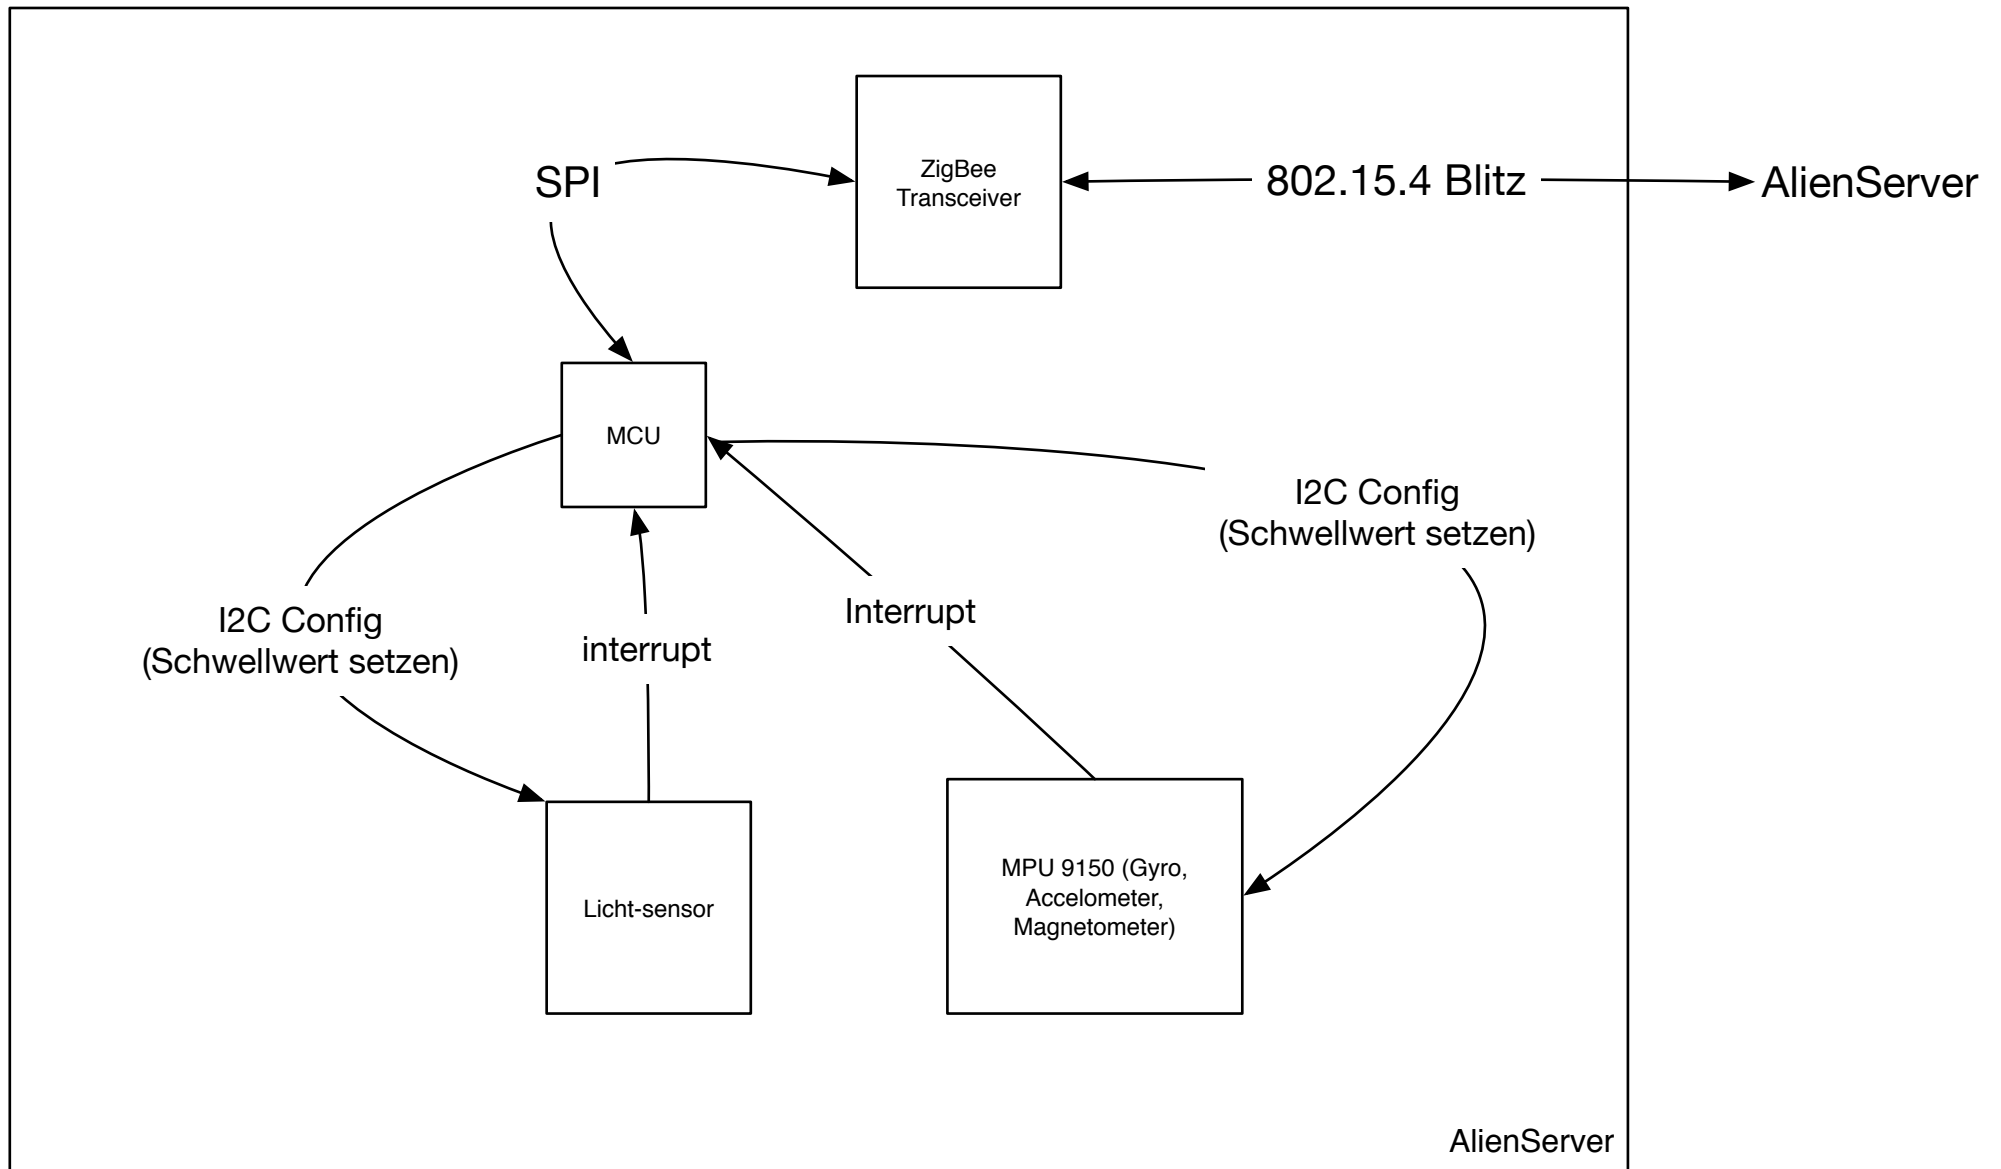 ZigBee
Transceiver
SPI
802.15.4 Blitz
AlienServer
MCU
I2C Config
(Schwellwert setzen)
Interrupt
I2C Config
(Schwellwert setzen)
interrupt
MPU 9150 (Gyro,
Accelometer,
Magnetometer)
Licht-sensor
AlienServer